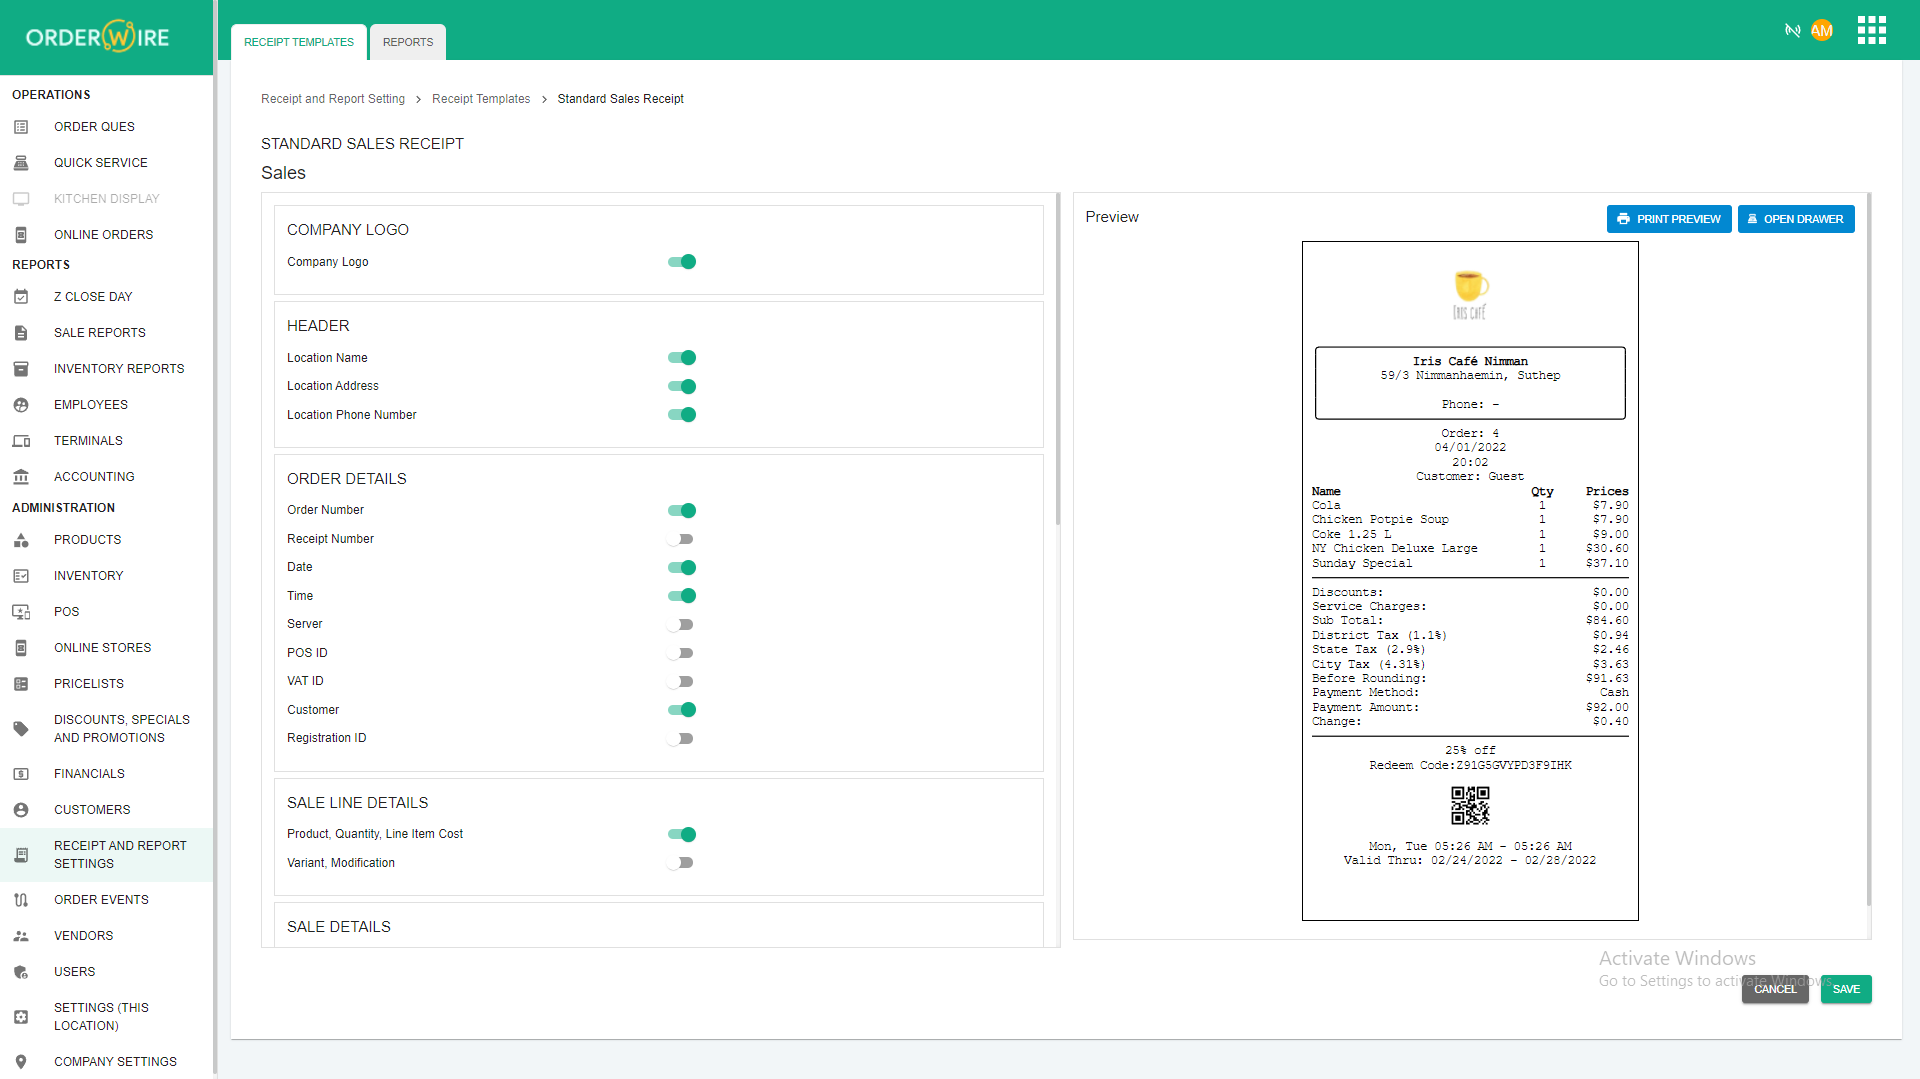 ORDERWIRE
RECEIPT TEMPLATES
REPORTS
AM
OPERATIONS
ORDER QUES
QUICK SERVICE
KITCHEN DISPLAY
ONLINE ORDERS
REPORTS
Z CLOSE DAY
SALE REPORTS
INVENTORY REPORTS
EMPLOYEES
TERMINALS
ACCOUNTING
ADMINISTRATION
PRODUCTS
INVENTORY
POS
ONLINE STORES
PRICELISTS
DISCOUNTS, SPECIALS
AND PROMOTIONS
FINANCIALS
CUSTOMERS
RECEIPT AND REPORT
SETTINGS
ORDER EVENTS
VENDORS
USERS
SETTINGS (THIS
LOCATION)
COMPANY SETTINGS
Receipt and Report Setting > Receipt Templates > Standard Sales Receipt
STANDARD SALES RECEIPT
Sales
COMPANY LOGO
Company Logo
HEADER
Location Name
Location Address
Location Phone Number
ORDER DETAILS
Order Number
Receipt Number
Date
Time
Server
POS ID
VAT ID
Customer
Registration ID
SALE LINE DETAILS
Product, Quantity, Line Item Cost
Variant, Modification
SALE DETAILS
Preview
PRINT PREVIEW
OPEN DRAWER
IRIS CAFÉ
Iris Café Nimman
59/3 Nimmanhaemin, Suthep
Phone: -
Order: 4
04/01/2022
20:02
Customer: Guest
Name Qty Prices
Cola 1 $7.90
Chicken Potpie Soup 1 $7.90
Coke 1.25 L 1 $9.00
NY Chicken Deluxe Large 1 $30.60
Sunday Special 1 $37.10
Discounts: $0.00
Service Charges: $0.00
Sub Total: $84.60
District Tax (1.1%) $0.94
State Tax (2.9%) $2.46
City Tax (4.31%) $3.63
Before Rounding: $91.63
Payment Method: Cash
Payment Amount: $92.00
Change: $0.40
25% off
Redeem Code:Z91G5GVYPD3F9IHK
Mon, Tue 05:26 AM - 05:26 AM
Valid Thru: 02/24/2022 - 02/28/2022
Activate Windows
Go to Settings to activate Windows.
CANCEL
SAVE